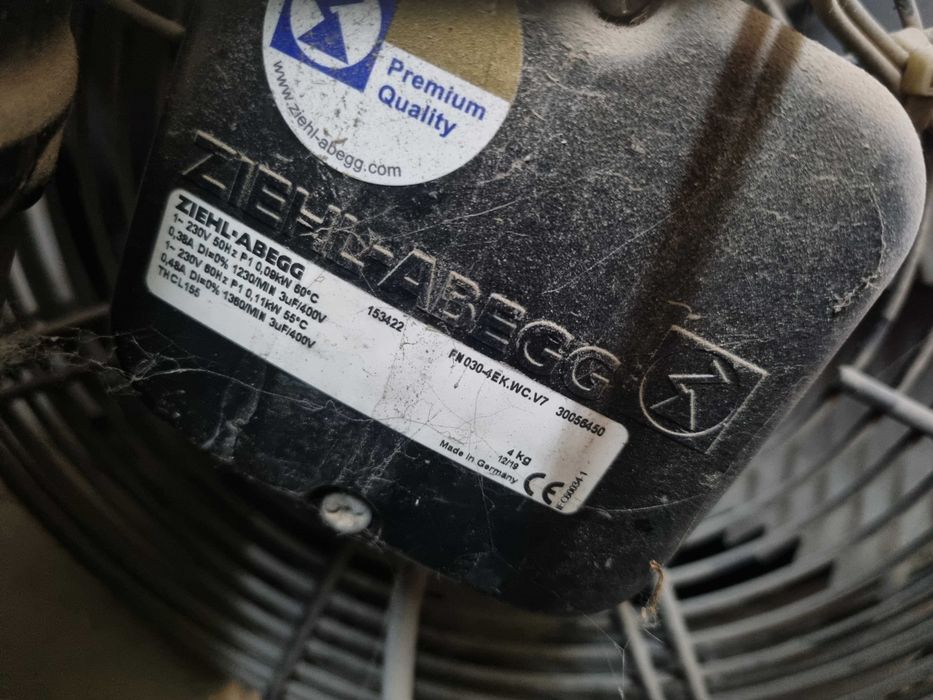 Premium
Quality
www.ziehl-abegg.com
ZIEHL-ABEGG
ZIEHL-ABEGG
1~ 230V 50Hz P1 0,09kW 60°C
0,38A DI=0% 1230/MIN 3uF/400V
1~ 230V 60Hz P1 0,11kW 55°C
0,48A DI=0% 1360/MIN 3uF/400V
THCL155
153422
FN030-4EK.WC.V7 30056450
4 kg
12/19
Made in Germany
CE
IEC60034-1